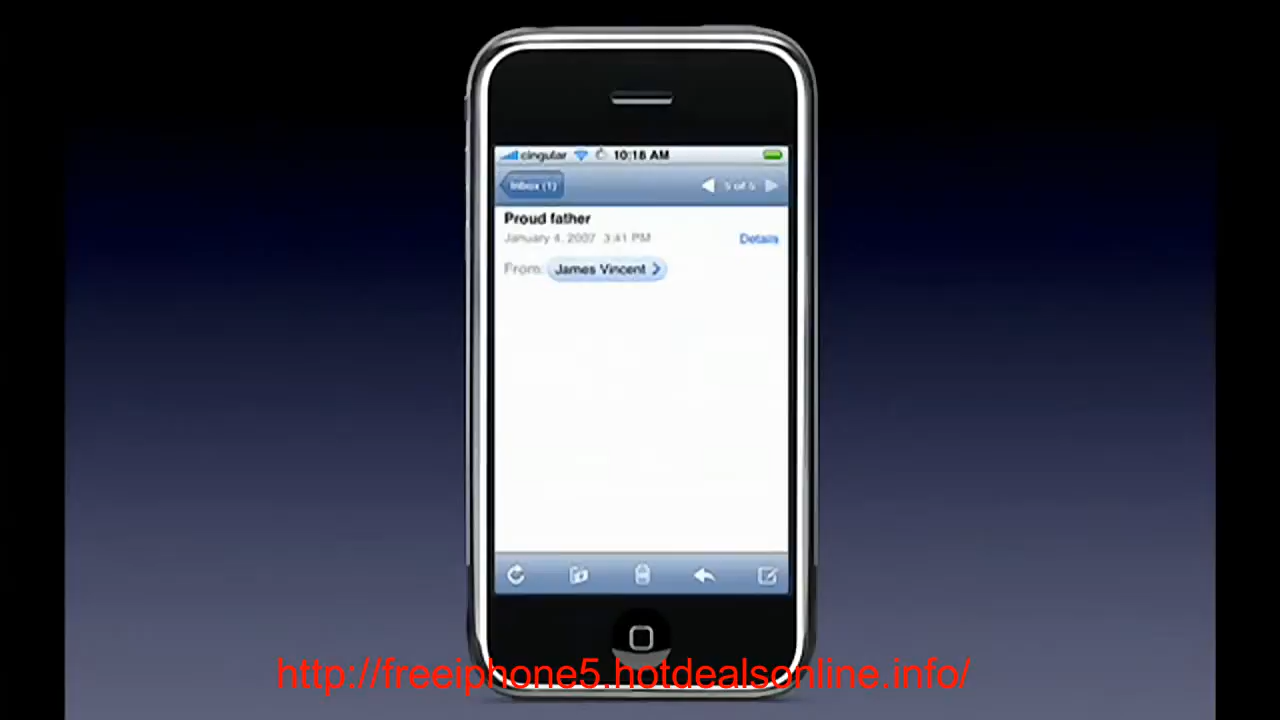 cingular 10:18 AM
Inbox (1) 5 of 5
Proud father
January 4, 2007 3:41 PM
Details
From: James Vincent
http://freeiphone5.hotdealsonline.info/